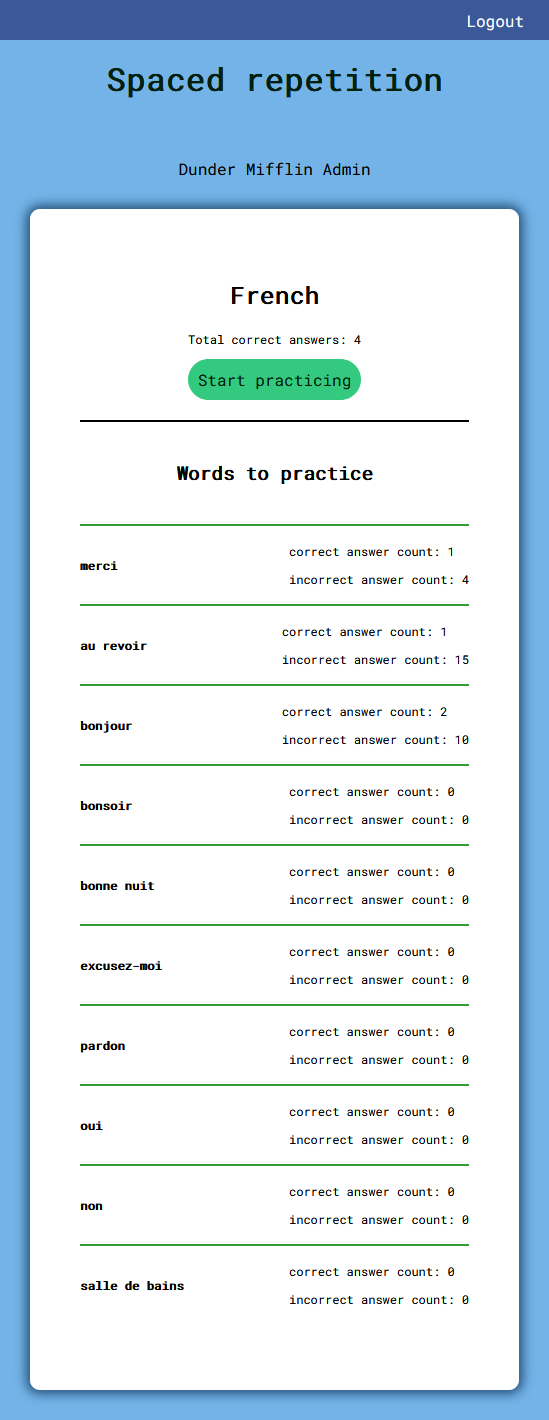 Logout
Spaced repetition
Dunder Mifflin Admin
French
Total correct answers: 4
Start practicing
Words to practice
merci
correct answer count: 1
incorrect answer count: 4
au revoir
correct answer count: 1
incorrect answer count: 15
bonjour
correct answer count: 2
incorrect answer count: 10
bonsoir
correct answer count: 0
incorrect answer count: 0
bonne nuit
correct answer count: 0
incorrect answer count: 0
excusez-moi
correct answer count: 0
incorrect answer count: 0
pardon
correct answer count: 0
incorrect answer count: 0
oui
correct answer count: 0
incorrect answer count: 0
non
correct answer count: 0
incorrect answer count: 0
salle de bains
correct answer count: 0
incorrect answer count: 0